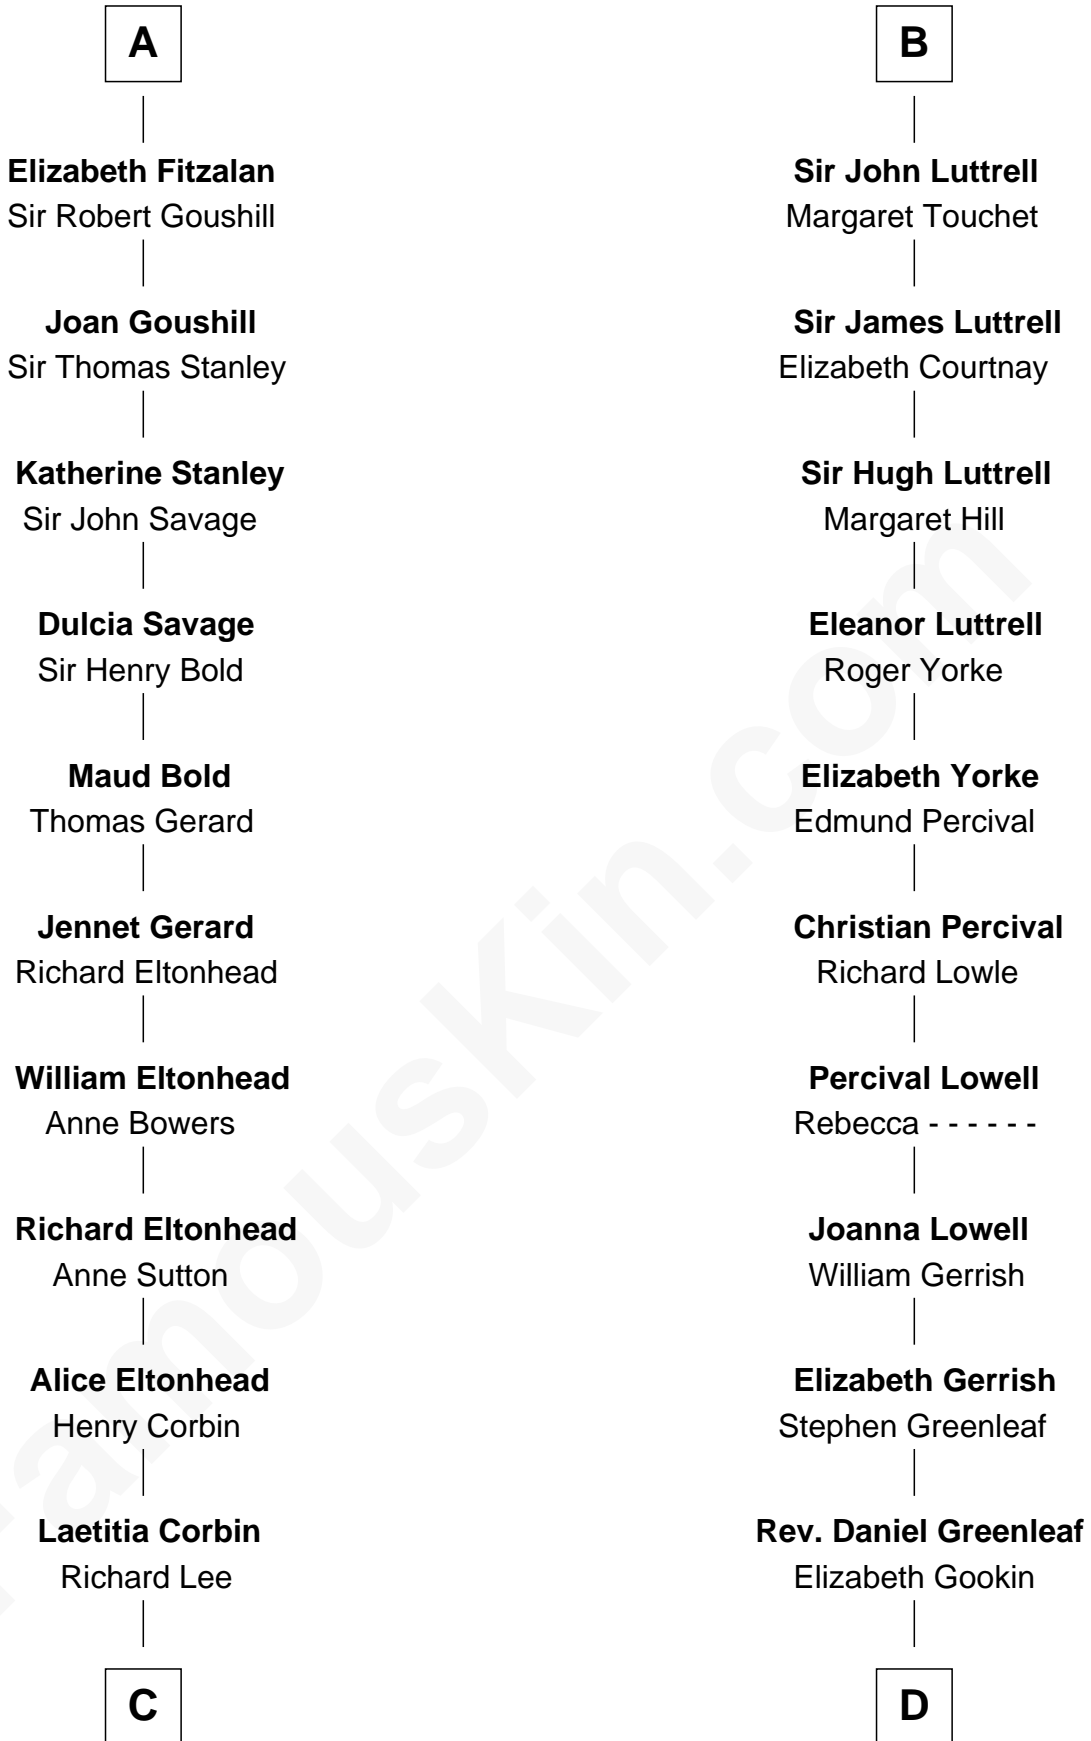 A
Elizabeth Fitzalan
Sir Robert Goushill
Joan Goushill
Sir Thomas Stanley
Katherine Stanley
Sir John Savage
Dulcia Savage
Sir Henry Bold
Maud Bold
Thomas Gerard
Jennet Gerard
Richard Eltonhead
William Eltonhead
Anne Bowers
Richard Eltonhead
Anne Sutton
Alice Eltonhead
Henry Corbin
Laetitia Corbin
Richard Lee
C
B
Sir John Luttrell
Margaret Touchet
Sir James Luttrell
Elizabeth Courtnay
Sir Hugh Luttrell
Margaret Hill
Eleanor Luttrell
Roger Yorke
Elizabeth Yorke
Edmund Percival
Christian Percival
Richard Lowle
Percival Lowell
Rebecca - - - - - -
Joanna Lowell
William Gerrish
Elizabeth Gerrish
Stephen Greenleaf
Rev. Daniel Greenleaf
Elizabeth Gookin
D
FamousKin.com